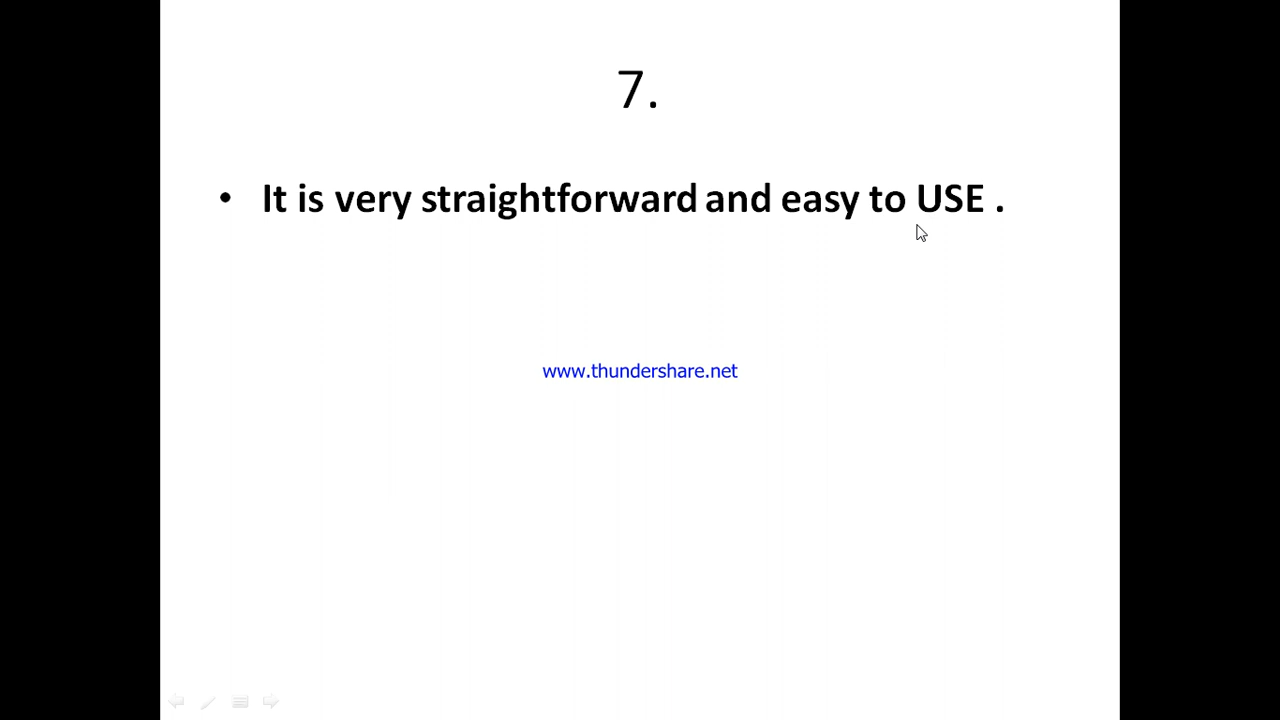 7.
• It is very straightforward and easy to USE .
www.thundershare.net